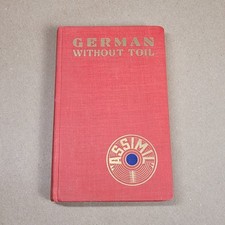 GERMAN
WITHOUT TOIL
"ASSIMIL"